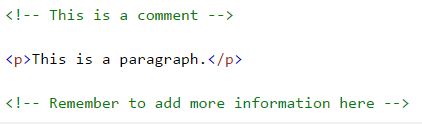 <!-- This is a comment -->
<p>This is a paragraph.</p>
<!-- Remember to add more information here -->